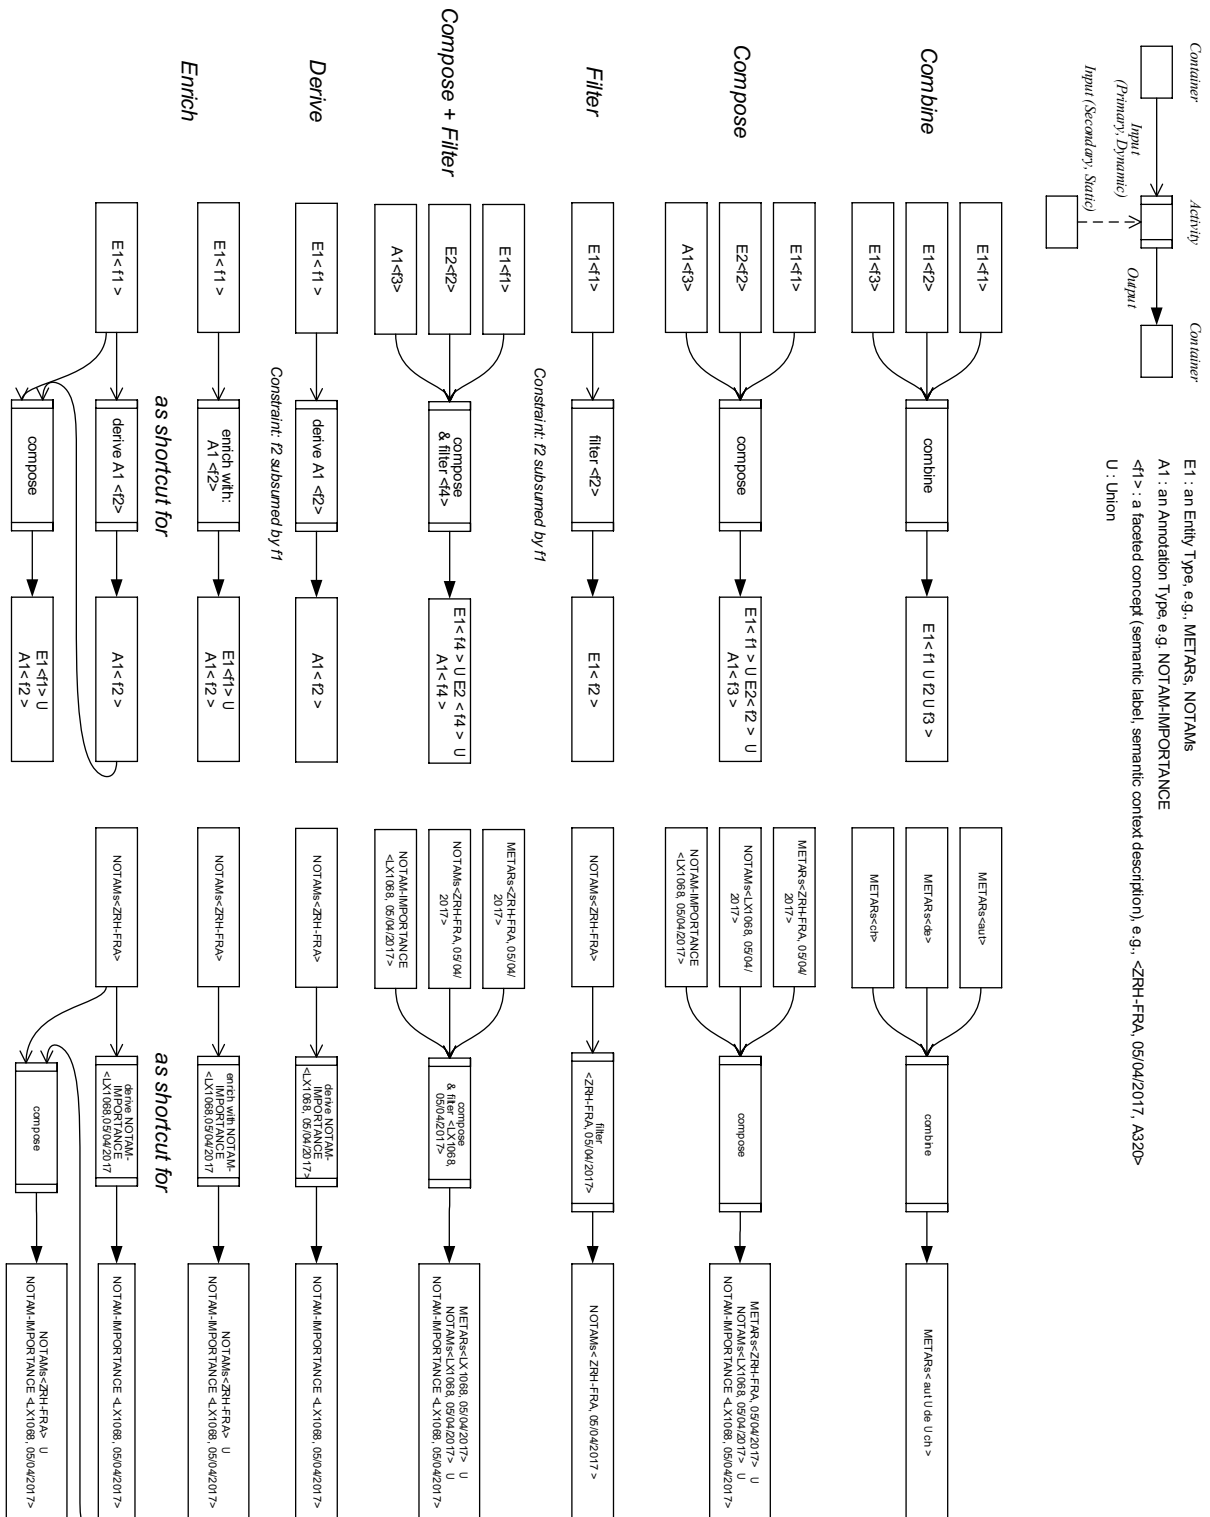 Container
Input
(Primary, Dynamic)
Input (Secondary, Static)
Activity
Output
Container
E1 : an Entity Type, e.g., METARs, NOTAMs
A1 : an Annotation Type, e.g. NOTAM-IMPORTANCE
<f1> : a faceted concept (semantic label, semantic context description), e.g., <ZRH-FRA, 05/04/2017, A320>
U : Union
Combine
E1<f1>
E1<f2>
E1<f3>
combine
E1< f1 U f2 U f3 >
METARs<aut>
METARs<de>
METARs<ch>
combine
METARs< aut U de U ch >
Compose
E1<f1>
E2<f2>
A1<f3>
compose
E1< f1 > U E2< f2 > U
A1< f3 >
METARs<ZRH-FRA, 05/04/
2017>
NOTAMs<LX1068, 05/04/
2017>
NOTAM-IMPORTANCE
<LX1068, 05/04/2017>
compose
METARs<ZRH-FRA, 05/04/2017> U
NOTAMs<LX1068, 05/04/2017> U
NOTAM-IMPORTANCE <LX1068, 05/04/2017>
Filter
E1<f1>
filter <f2>
Constraint: f2 subsumed by f1
E1< f2 >
NOTAMs<ZRH-FRA>
filter
<ZRH-FRA, 05/04/2017>
NOTAMs< ZRH-FRA, 05/04/2017 >
Compose + Filter
E1<f1>
E2<f2>
A1<f3>
compose
& filter <f4>
E1< f4 > U E2 < f4 > U
A1< f4 >
METARs<ZRH-FRA, 05/04/
2017>
NOTAMs<ZRH-FRA, 05/04/
2017>
NOTAM-IMPORTANCE
<LX1068, 05/04/2017>
compose
& filter <LX1068,
05/04/2017>
METARs<LX1068, 05/04/2017> U
NOTAMs<LX1068, 05/04/2017> U
NOTAM-IMPORTANCE <LX1068, 05/04/2017>
Derive
E1< f1 >
derive A1 <f2>
Constraint: f2 subsumed by f1
A1< f2 >
NOTAMs<ZRH-FRA>
derive NOTAM-
IMPORTANCE
<LX1068, 05/04/2017>
NOTAM-IMPORTANCE <LX1068, 05/04/2017>
Enrich
E1< f1 >
enrich with:
A1 <f2>
E1<f1> U
A1< f2 >
NOTAMs<ZRH-FRA>
enrich with NOTAM-
IMPORTANCE
<LX1068,05/04/2017
NOTAMs<ZRH-FRA> U
NOTAM-IMPORTANCE <LX1068, 05/04/2017>
as shortcut for
as shortcut for
E1< f1 >
derive A1 <f2>
A1< f2 >
NOTAMs<ZRH-FRA>
derive NOTAM-
IMPORTANCE
<LX1068,05/04/2017
NOTAM-IMPORTANCE <LX1068, 05/04/2017>
compose
E1<f1> U
A1< f2 >
compose
NOTAMs<ZRH-FRA> U
NOTAM-IMPORTANCE <LX1068, 05/04/2017>